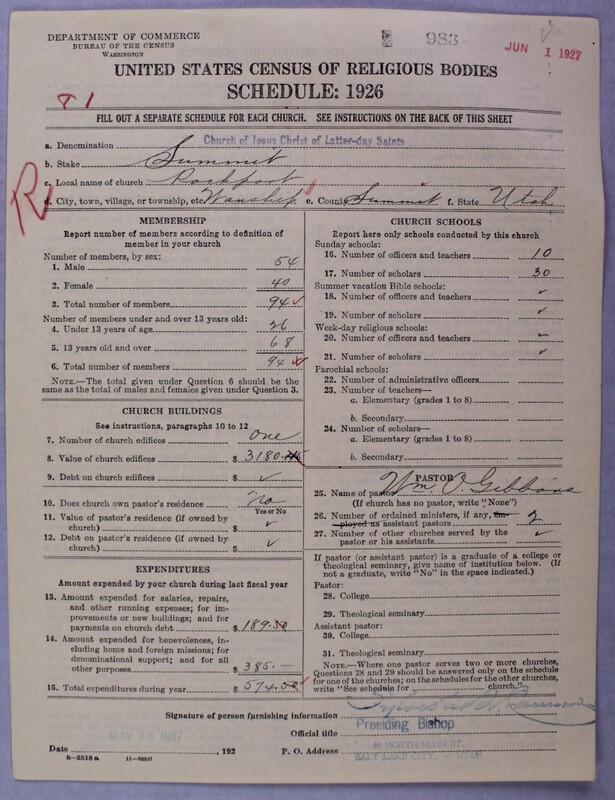 DEPARTMENT OF COMMERCE
BUREAU OF THE CENSUS
WASHINGTON
983
JUN 1 1927
UNITED STATES CENSUS OF RELIGIOUS BODIES
SCHEDULE: 1926
FILL OUT A SEPARATE SCHEDULE FOR EACH CHURCH. SEE INSTRUCTIONS ON THE BACK OF THIS SHEET
a. Denomination Church of Jesus Christ of Latter-day Saints
b. Stake Summit
c. Local name of church Rockport
R
d. City, town, village, or township, etc. Wanship e. County Summit f. State Utah
MEMBERSHIP
Report number of members according to definition of member in your church
Number of members, by sex:
1. Male 54
2. Female 40
3. Total number of members 94
Number of members under and over 13 years old:
4. Under 13 years of age 26
5. 13 years old and over 68
6. Total number of members 94
NOTE.—The total given under Question 6 should be the same as the total of males and females given under Question 3.
CHURCH BUILDINGS
See instructions, paragraphs 10 to 12
7. Number of church edifices one
8. Value of church edifices $ 3180.
9. Debt on church edifices $ ✓
10. Does church own pastor's residence No
Yes or No
11. Value of pastor's residence (if owned by church) $ ✓
12. Debt on pastor's residence (if owned by church) $ ✓
EXPENDITURES
Amount expended by your church during last fiscal year
13. Amount expended for salaries, repairs, and other running expenses; for improvements or new buildings; and for payments on church debt $ 189.50
14. Amount expended for benevolences, including home and foreign missions; for denominational support; and for all other purposes $ 385.—
15. Total expenditures during year $ 574.50
CHURCH SCHOOLS
Report here only schools conducted by this church
Sunday schools:
16. Number of officers and teachers 10
17. Number of scholars 30
Summer vacation Bible schools:
18. Number of officers and teachers ✓
19. Number of scholars ✓
Week-day religious schools:
20. Number of officers and teachers ✓
21. Number of scholars ✓
Parochial schools:
22. Number of administrative officers
23. Number of teachers—
a. Elementary (grades 1 to 8)
b. Secondary
24. Number of scholars—
a. Elementary (grades 1 to 8)
b. Secondary
PASTOR
25. Name of pastor Wm. O. Gibbons
(If church has no pastor, write "None")
26. Number of ordained ministers, if any, employed as assistant pastors 2
27. Number of other churches served by the pastor or his assistants ✓
If pastor (or assistant pastor) is a graduate of a college or theological seminary, give name of institution below. (If not a graduate, write "No" in the space indicated.)
Pastor:
28. College
29. Theological seminary
Assistant pastor:
30. College
31. Theological seminary
NOTE.—Where one pastor serves two or more churches, Questions 28 and 29 should be answered only on the schedule for one of the churches; on the schedules for the other churches, write "See schedule for church."
Signature of person furnishing information
Official title Presiding Bishop
Date MAY 1927 , 192 P. O. Address NORTH MAIN ST.
SALT LAKE CITY, - UTAH
8-5518 a